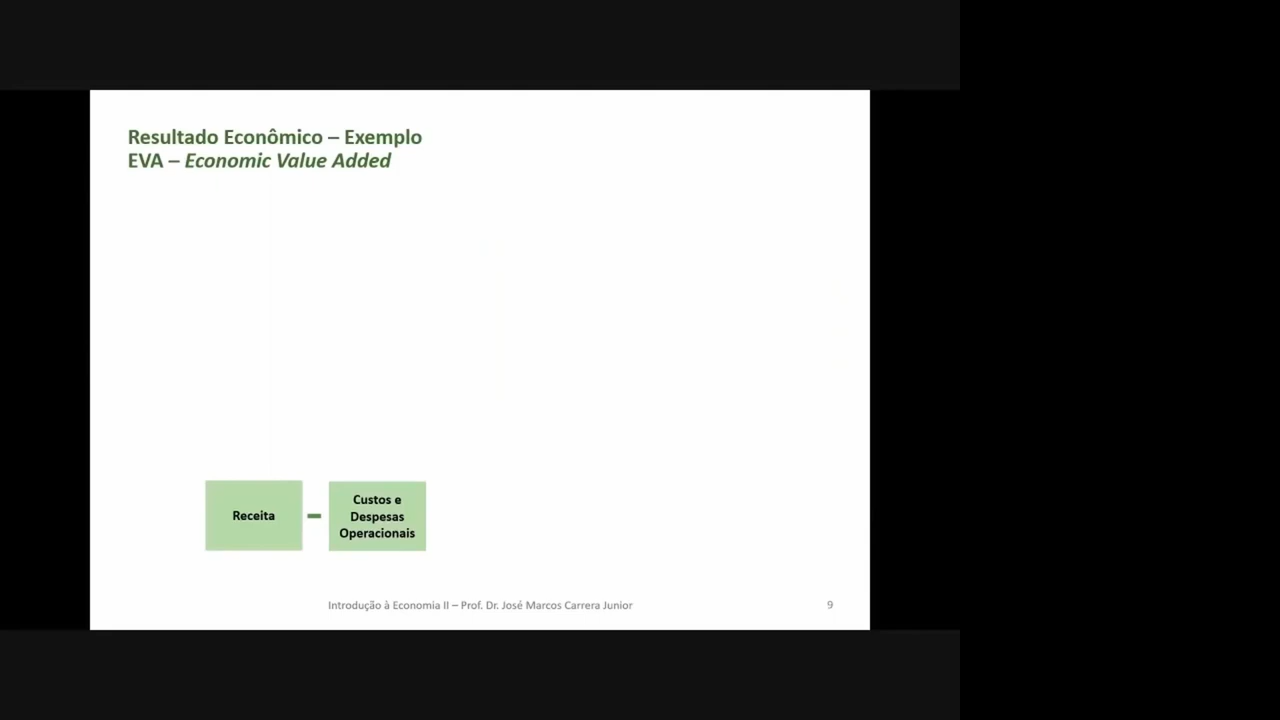 Resultado Econômico – Exemplo
EVA – Economic Value Added
Receita
Custos e
Despesas
Operacionais
Introdução à Economia II – Prof. Dr. José Marcos Carrera Junior
9